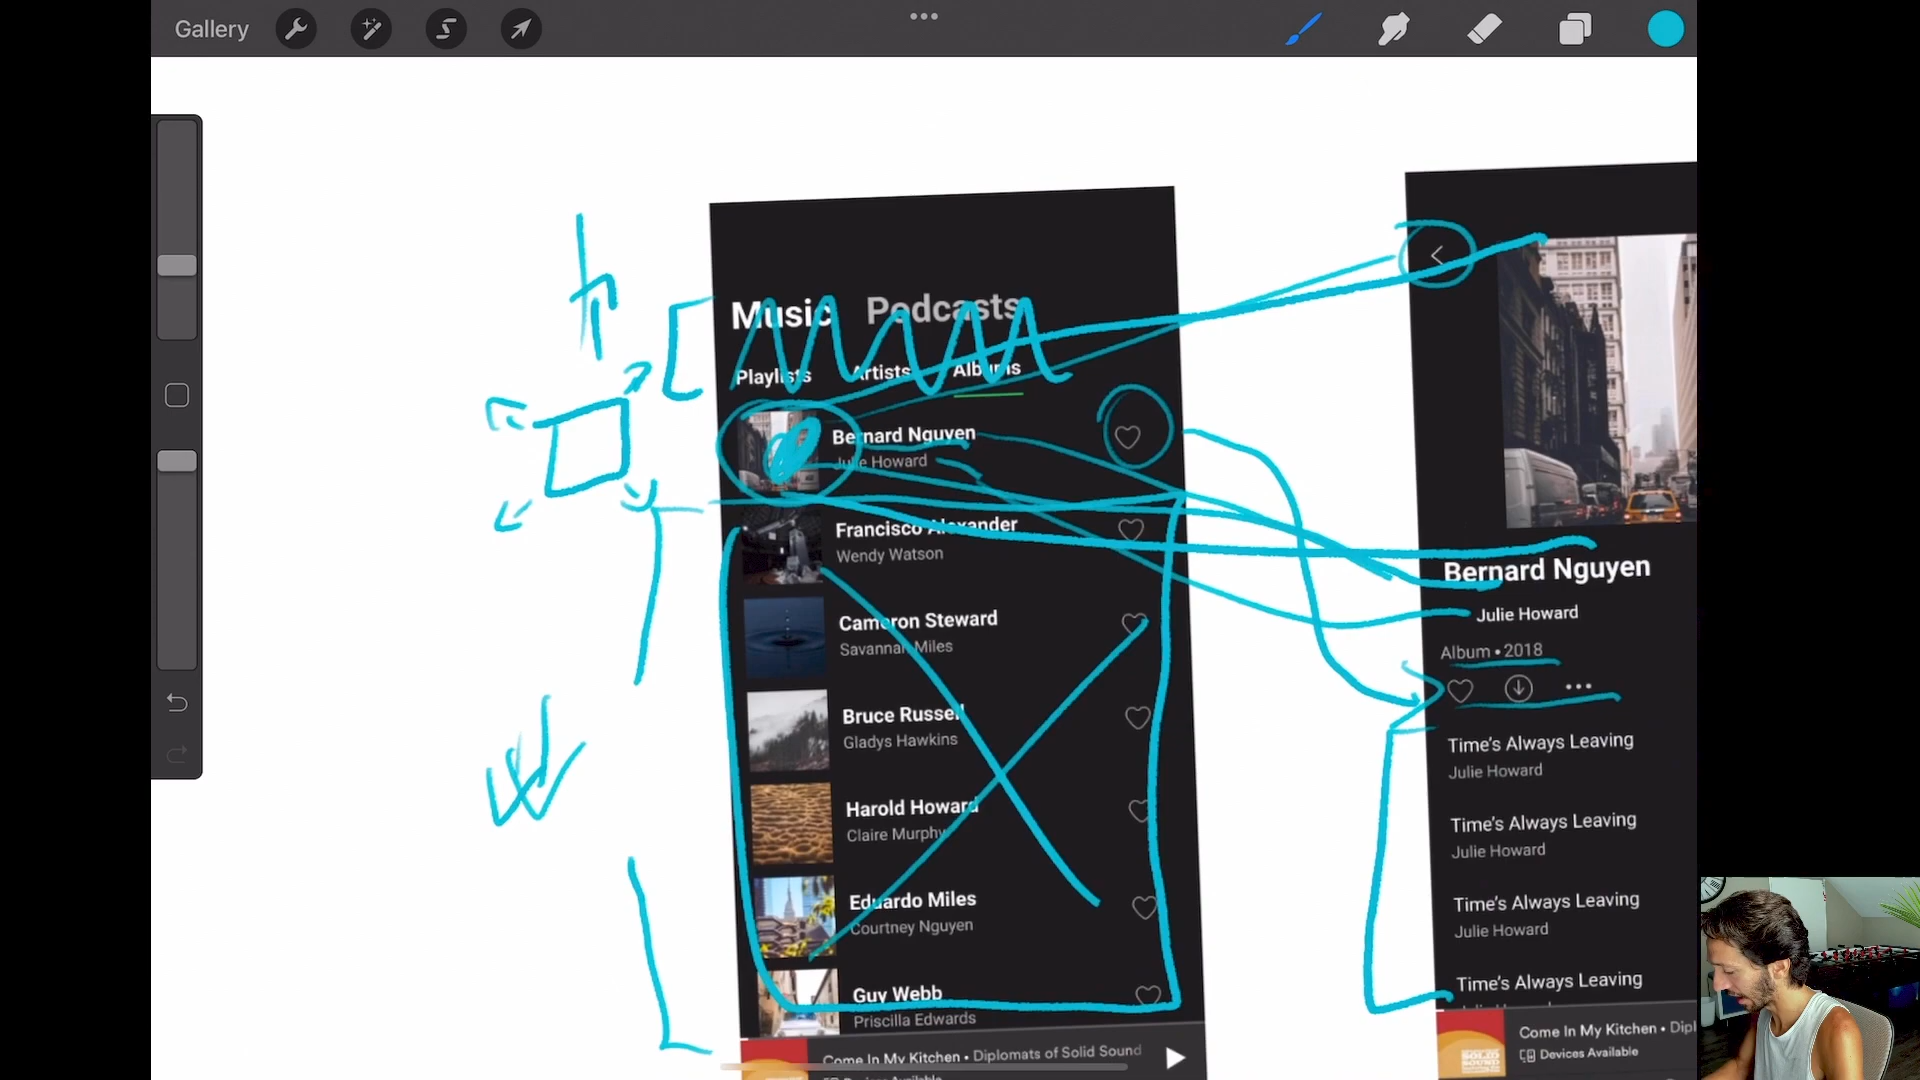 Gallery
Music Podcasts
Playlists Artists Albums
Bernard Nguyen
Julie Howard
Francisco Alexander
Wendy Watson
Cameron Steward
Savannah Miles
Bruce Russell
Gladys Hawkins
Harold Howard
Claire Murphy
Eduardo Miles
Courtney Nguyen
Guy Webb
Priscilla Edwards
Come In My Kitchen • Diplomats of Solid Sound
Bernard Nguyen
Julie Howard
Album • 2018
Time's Always Leaving
Julie Howard
Time's Always Leaving
Julie Howard
Time's Always Leaving
Julie Howard
Time's Always Leaving
Come In My Kitchen • Dipl
Devices Available